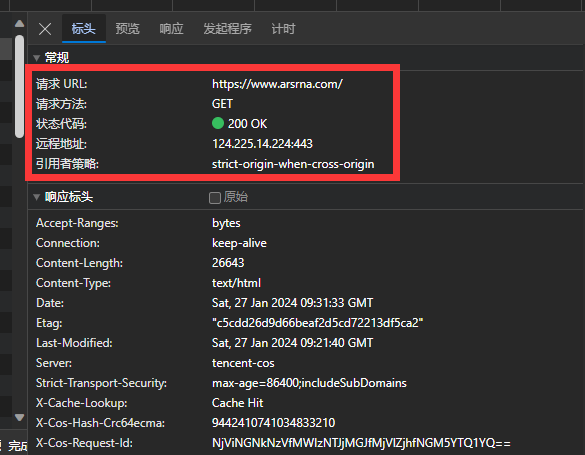 标头 预览 响应 发起程序 计时
常规
请求 URL: https://www.arsrna.com/
请求方法: GET
状态代码: 200 OK
远程地址: 124.225.14.224:443
引用者策略: strict-origin-when-cross-origin
响应标头 原始
Accept-Ranges: bytes
Connection: keep-alive
Content-Length: 26643
Content-Type: text/html
Date: Sat, 27 Jan 2024 09:31:33 GMT
Etag: "c5cdd26d9d66beaf2d5cd72213df5ca2"
Last-Modified: Sat, 27 Jan 2024 09:21:40 GMT
Server: tencent-cos
Strict-Transport-Security: max-age=86400;includeSubDomains
X-Cache-Lookup: Cache Hit
X-Cos-Hash-Crc64ecma: 9442410741034833210
完成
X-Cos-Request-Id: NjViNGNkNzVfMWIzNTJjMGJfMjVlZjhfNGM5YTQ1YQ==